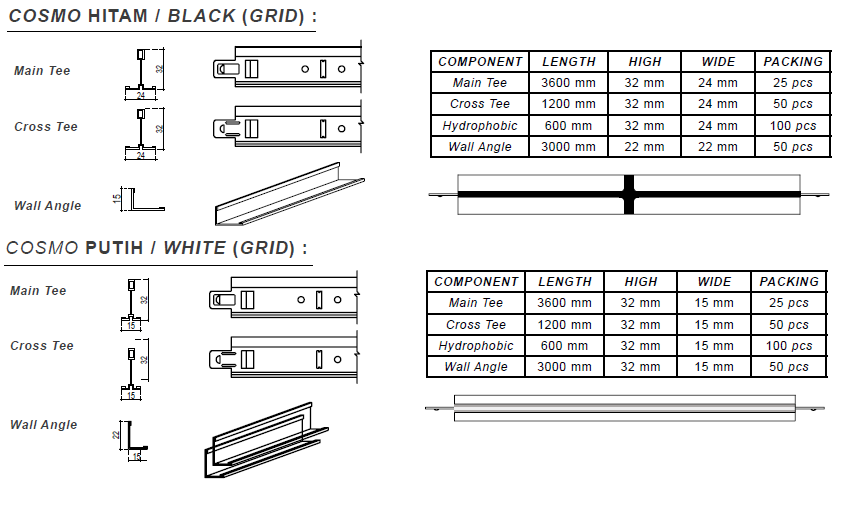 COSMO HITAM / BLACK (GRID) :
Main Tee
32
24
Cross Tee
32
24
Wall Angle
15
COMPONENT LENGTH HIGH WIDE PACKING
Main Tee 3600 mm 32 mm 24 mm 25 pcs
Cross Tee 1200 mm 32 mm 24 mm 50 pcs
Hydrophobic 600 mm 32 mm 24 mm 100 pcs
Wall Angle 3000 mm 22 mm 22 mm 50 pcs
COSMO PUTIH / WHITE (GRID) :
Main Tee
32
15
Cross Tee
32
15
Wall Angle
22
15
COMPONENT LENGTH HIGH WIDE PACKING
Main Tee 3600 mm 32 mm 15 mm 25 pcs
Cross Tee 1200 mm 32 mm 15 mm 50 pcs
Hydrophobic 600 mm 32 mm 15 mm 100 pcs
Wall Angle 3000 mm 32 mm 15 mm 50 pcs